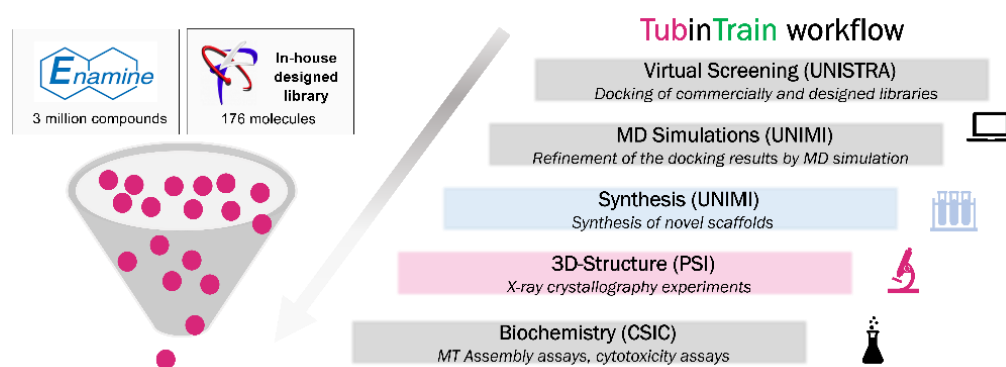 Enamine
3 million compounds
In-house
designed
library
176 molecules
TubinTrain workflow
Virtual Screening (UNISTRA)
Docking of commercially and designed libraries
MD Simulations (UNIMI)
Refinement of the docking results by MD simulation
Synthesis (UNIMI)
Synthesis of novel scaffolds
3D-Structure (PSI)
X-ray crystallography experiments
Biochemistry (CSIC)
MT Assembly assays, cytotoxicity assays